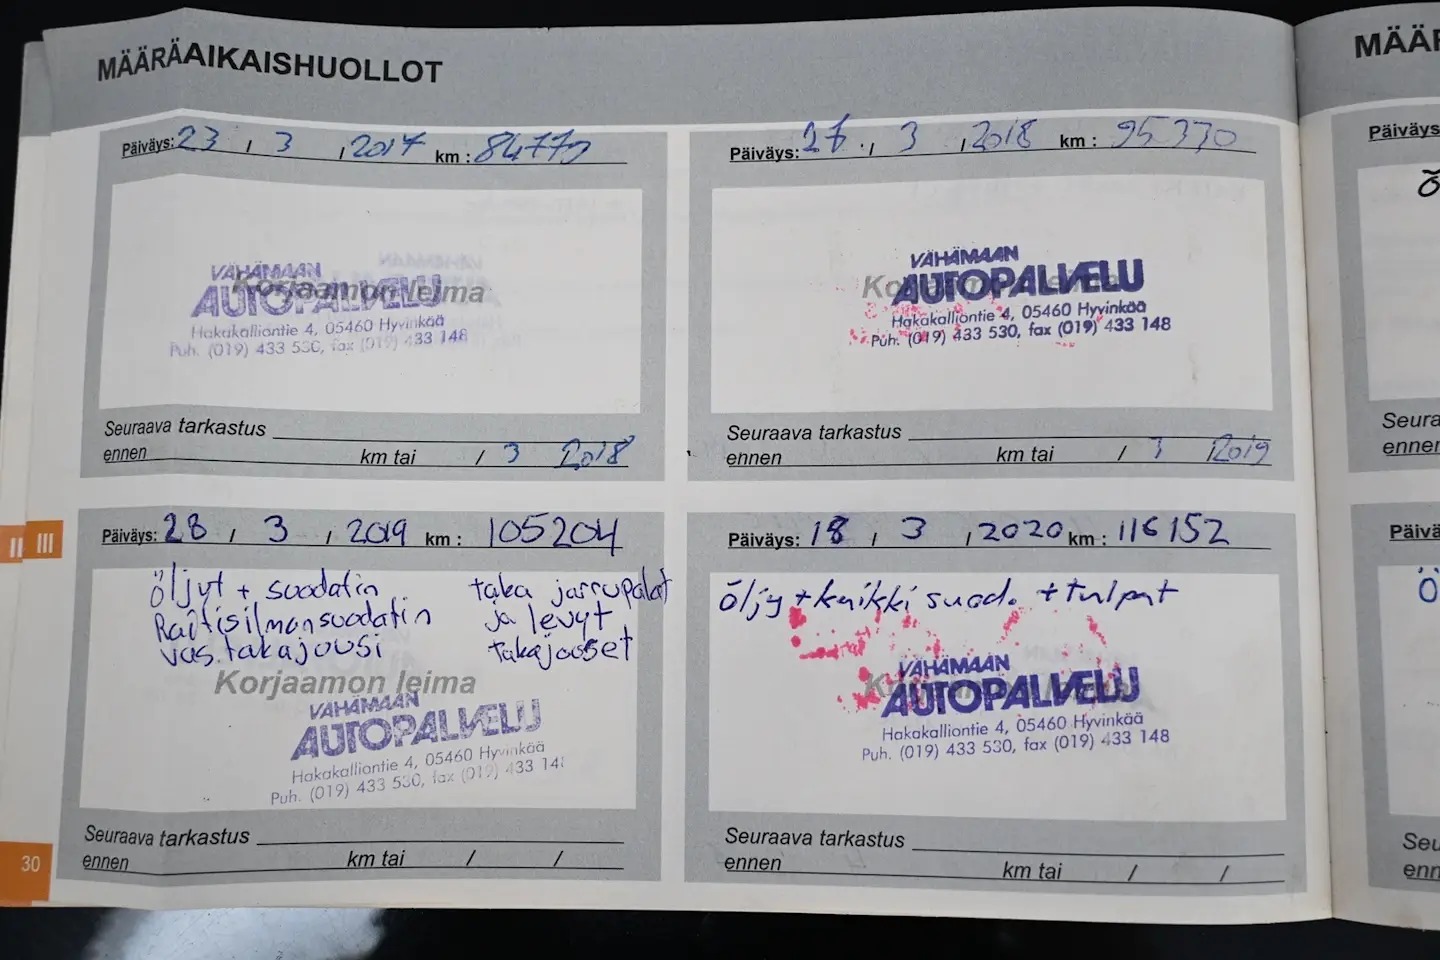 MÄÄRÄAIKAISHUOLLOT
Päiväys: 23 / 3 / 2017 km :
VÄHÄMAAN
AUTOPALVELU
Korjaamon leima
Hakakalliontie 4, 05460 Hyvinkää
Puh. (019) 433 530, fax (019) 433 148
Seuraava tarkastus
ennen km tai / 3 2018
Päiväys: / 3 / 2018 km : 95370
VÄHÄMAAN
AUTOPALVELU
Hakakalliontie 4, 05460 Hyvinkää
Puh. (019) 433 530, fax (019) 433 148
Seuraava tarkastus
ennen km tai / 3 2019
Päiväys: 28 / 3 / 2019 km : 105204
öljyt + suodatin taka jarrupalat
Raitisilmansuodatin ja levyt
vas. takajousi takajouset
Korjaamon leima
VÄHÄMAAN
AUTOPALVELU
Hakakalliontie 4, 05460 Hyvinkää
Puh. (019) 433 530, fax (019) 433 14
Seuraava tarkastus
ennen km tai / /
Päiväys: 18 / 3 / 2020 km : 116152
öljy + kaikki suod. + tulpat
VÄHÄMAAN
AUTOPALVELU
Hakakalliontie 4, 05460 Hyvinkää
Puh. (019) 433 530, fax (019) 433 148
Seuraava tarkastus
ennen km tai / /
II III
30
MÄÄR
Päiväys
Ö
Seura
ennen
Päivä
Ö
Seu
enn